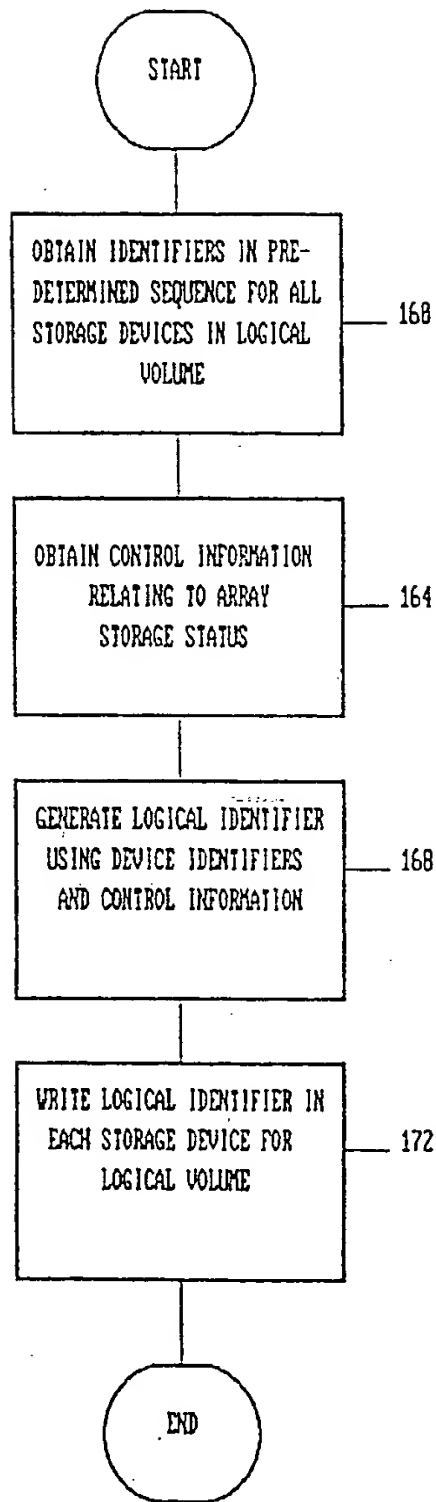 START
OBTAIN IDENTIFIERS IN PRE-
DETERMINED SEQUENCE FOR ALL
STORAGE DEVICES IN LOGICAL
VOLUME
160
OBTAIN CONTROL INFORMATION
RELATING TO ARRAY
STORAGE STATUS
164
GENERATE LOGICAL IDENTIFIER
USING DEVICE IDENTIFIERS
AND CONTROL INFORMATION
168
WRITE LOGICAL IDENTIFIER IN
EACH STORAGE DEVICE FOR
LOGICAL VOLUME
172
END